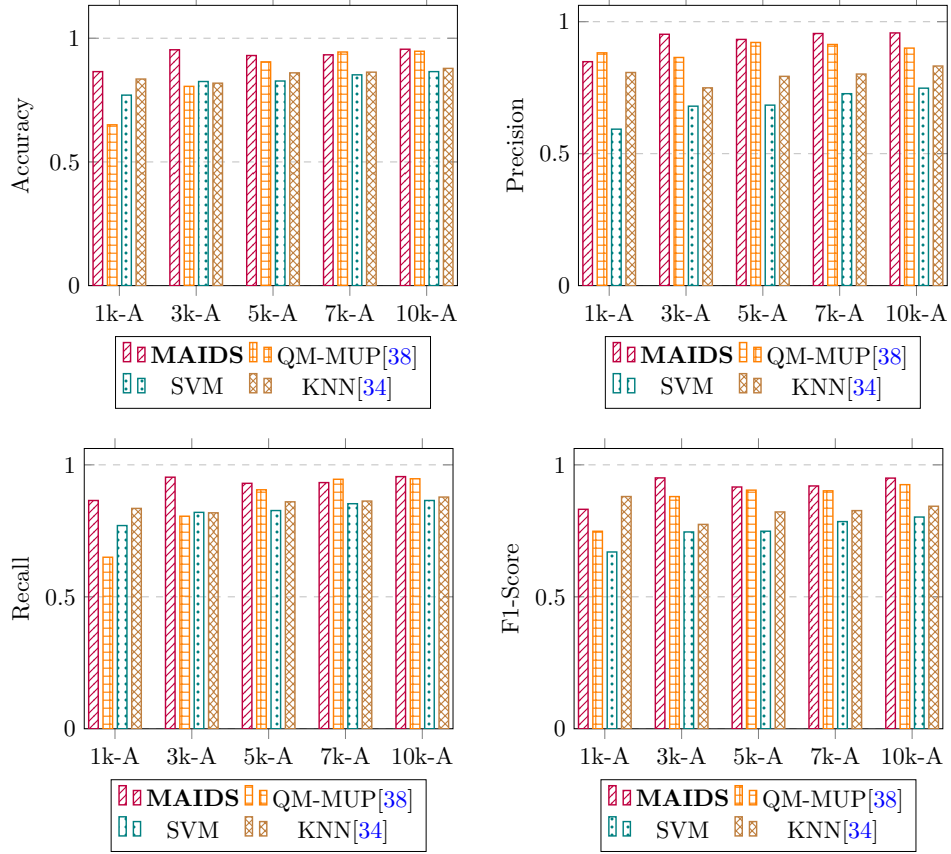 1
0.5
0
Accuracy
1k-A 3k-A 5k-A 7k-A 10k-A
MAIDS QM-MUP[38]
SVM KNN[34]
1
0.5
0
Precision
1k-A 3k-A 5k-A 7k-A 10k-A
MAIDS QM-MUP[38]
SVM KNN[34]
1
0.5
0
Recall
1k-A 3k-A 5k-A 7k-A 10k-A
MAIDS QM-MUP[38]
SVM KNN[34]
1
0.5
0
F1-Score
1k-A 3k-A 5k-A 7k-A 10k-A
MAIDS QM-MUP[38]
SVM KNN[34]